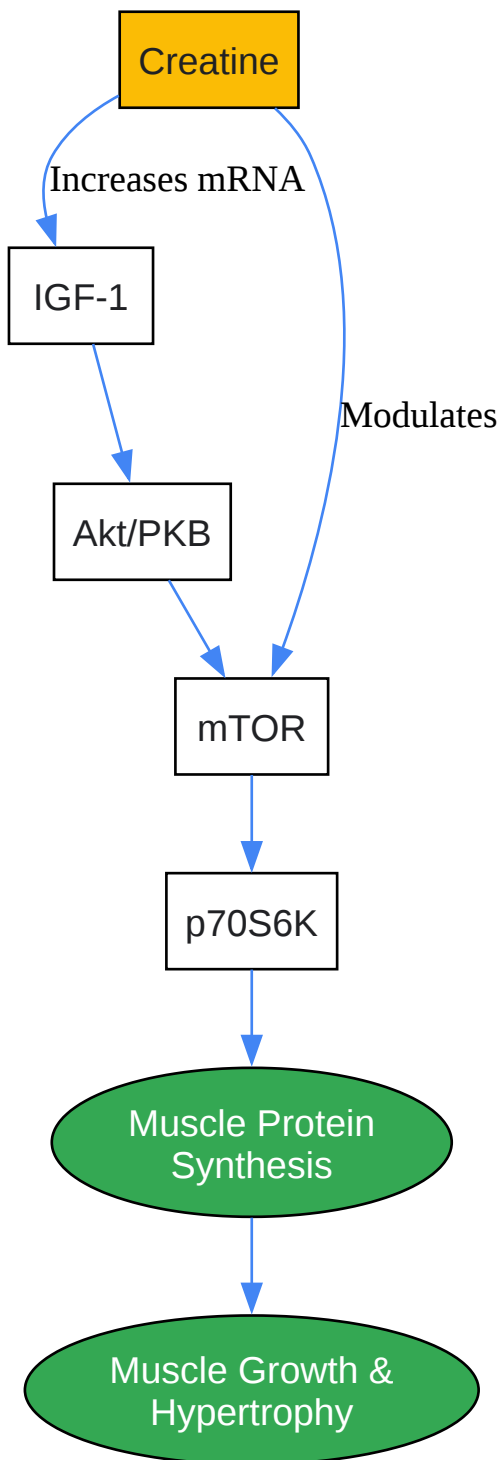 Creatine
Increases mRNA
IGF-1
Modulates
Akt/PKB
mTOR
p70S6K
Muscle Protein
Synthesis
Muscle Growth &
Hypertrophy